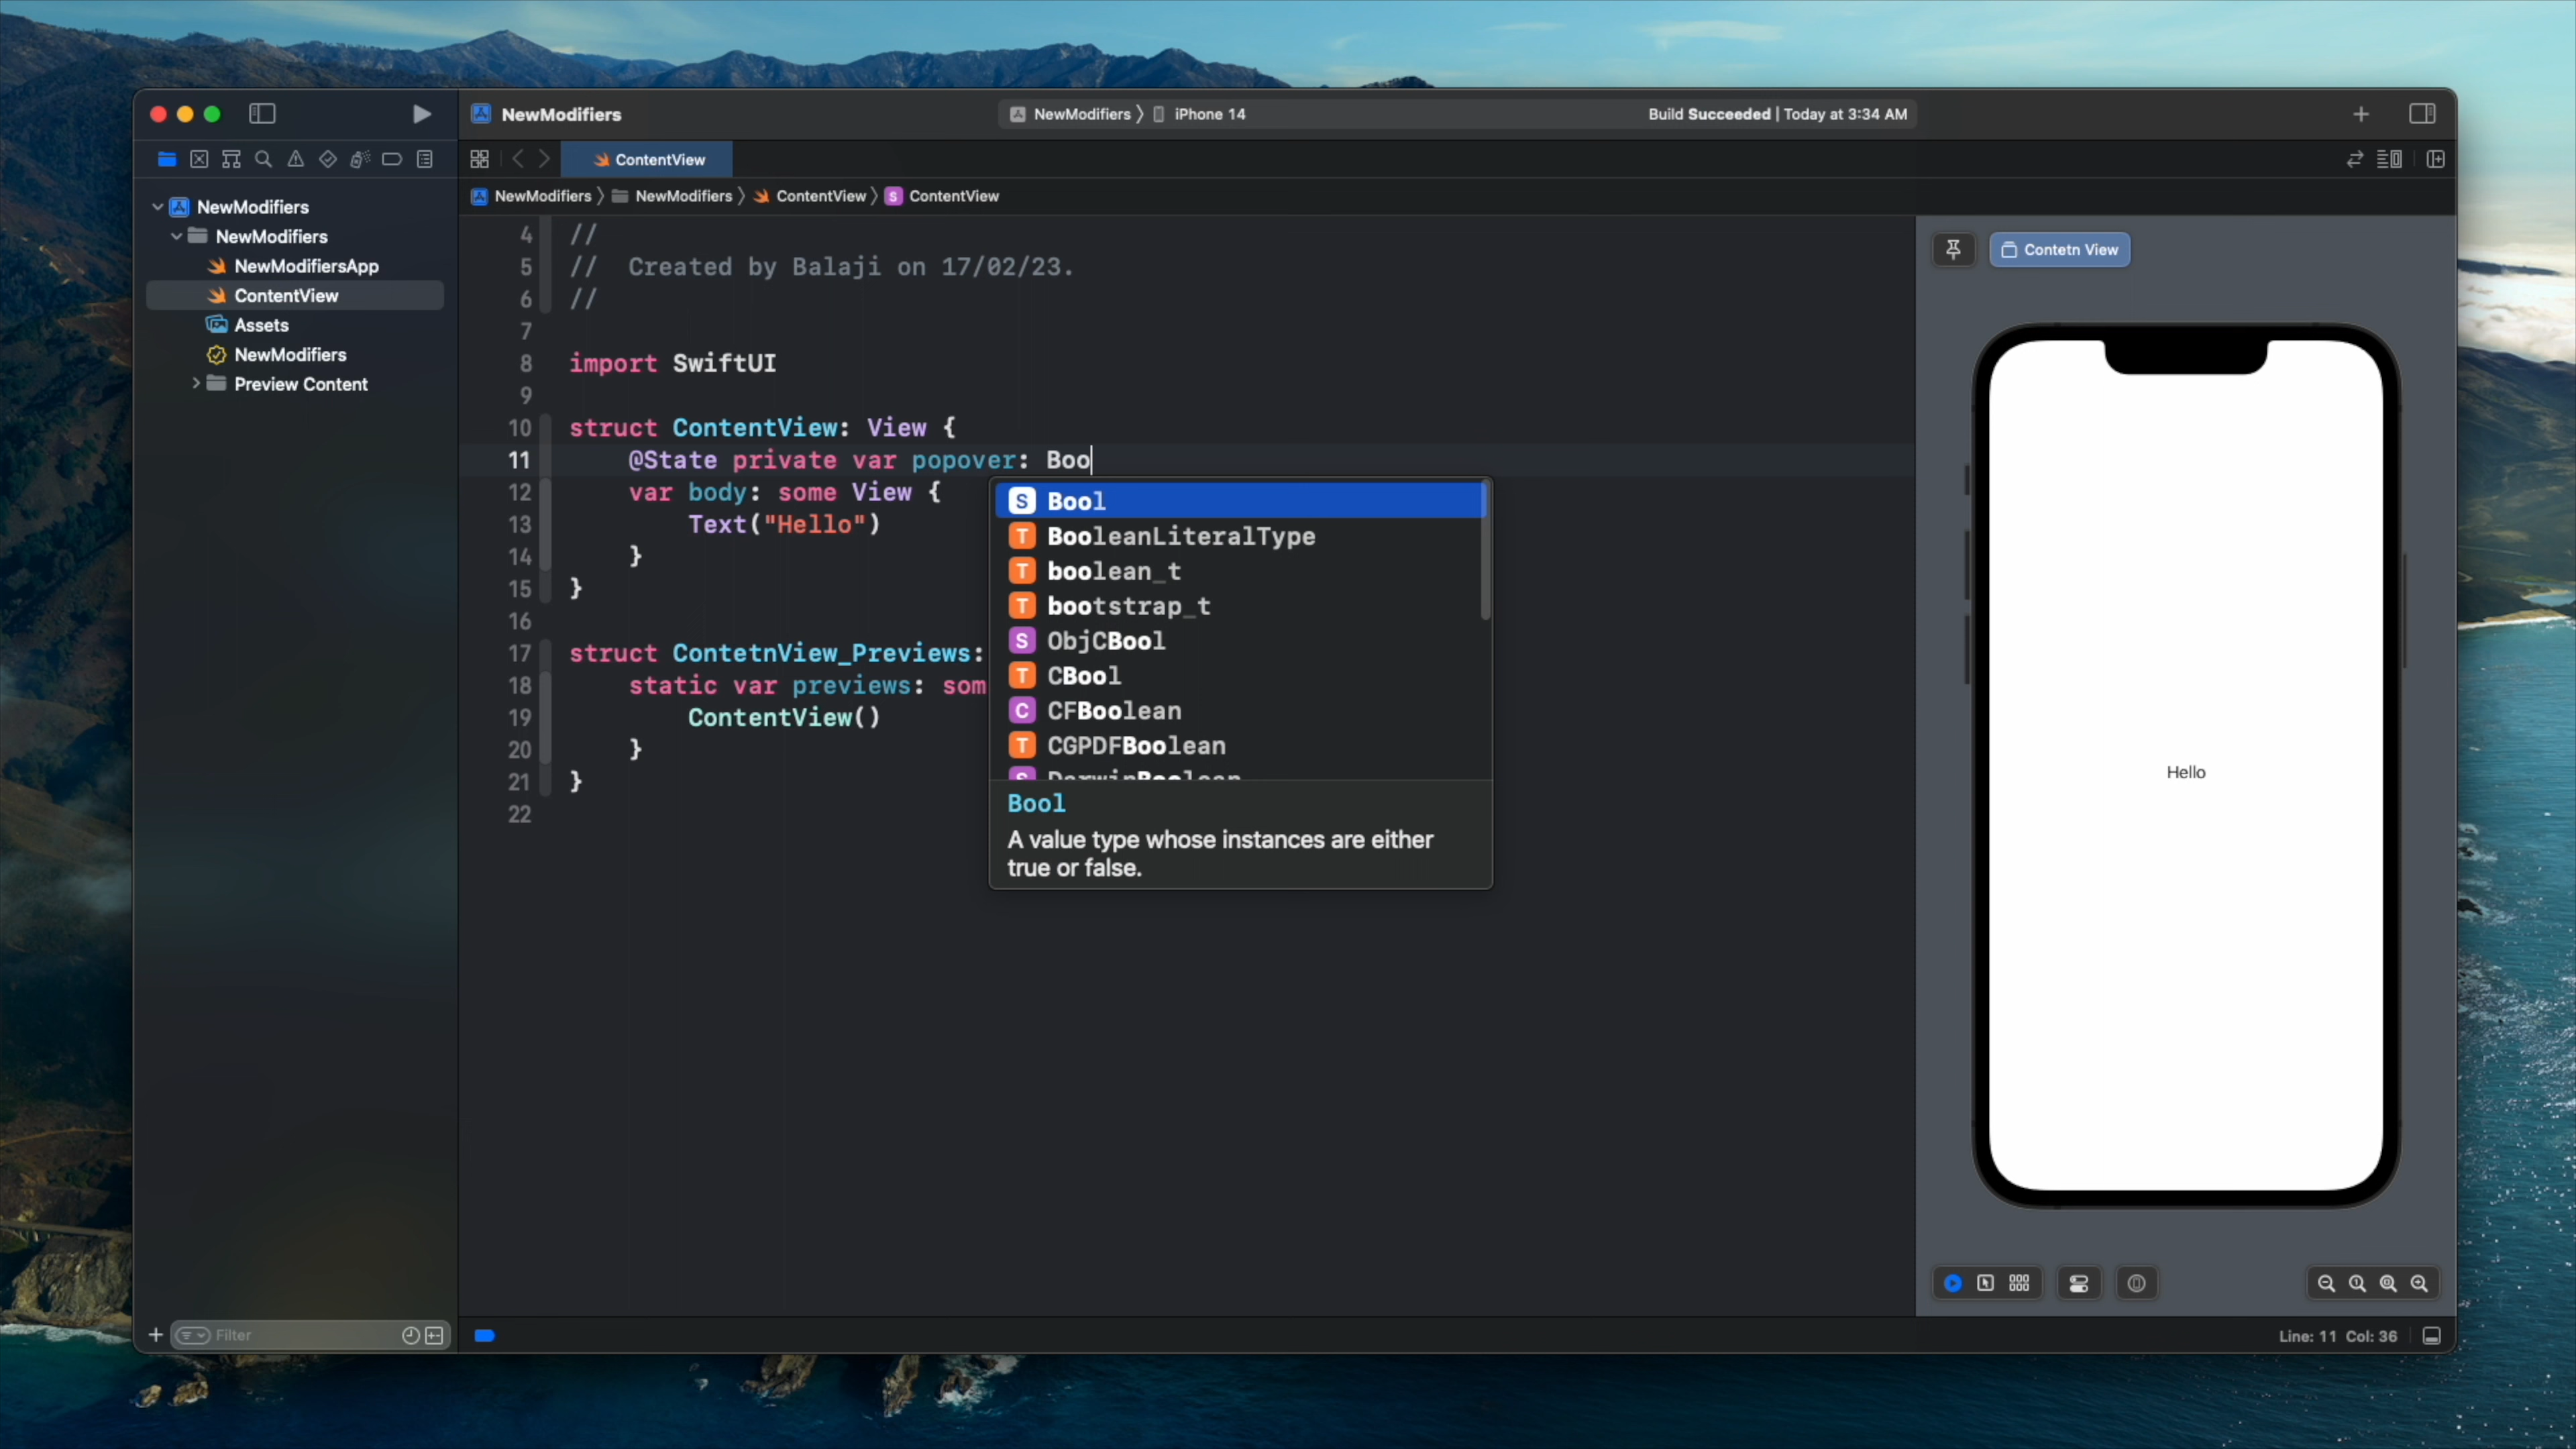 NewModifiers
NewModifiers 〉 iPhone 14
Build Succeeded | Today at 3:34 AM
ContentView
NewModifiers 〉 NewModifiers 〉 ContentView 〉 S ContentView
NewModifiers
NewModifiers
NewModifiersApp
ContentView
Assets
NewModifiers
Preview Content
4 //
5 //  Created by Balaji on 17/02/23.
6 //
7
8 import SwiftUI
9
10 struct ContentView: View {
11     @State private var popover: Boo
12     var body: some View {
13         Text("Hello")
14     }
15 }
16
17 struct ContetnView_Previews:
18     static var previews: som
19         ContentView()
20     }
21 }
22
S Bool
T BooleanLiteralType
T boolean_t
T bootstrap_t
S ObjCBool
T CBool
C CFBoolean
T CGPDFBoolean
S DarwinBoolean
Bool
A value type whose instances are either
true or false.
Contetn View
Hello
Filter
Line: 11 Col: 36